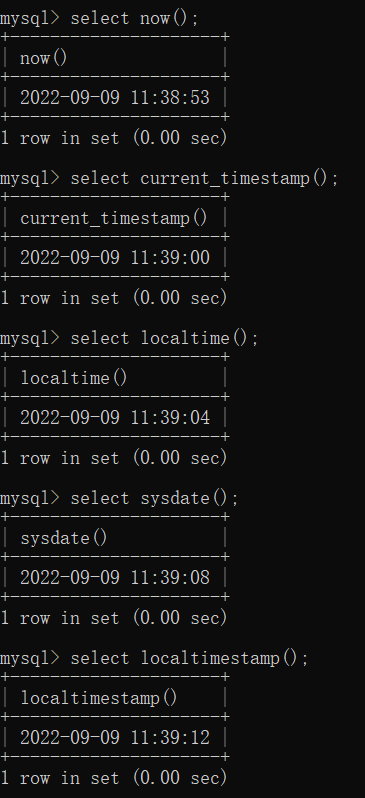 mysql> select now();
+---------------------+
| now()               |
+---------------------+
| 2022-09-09 11:38:53 |
+---------------------+
1 row in set (0.00 sec)
mysql> select current_timestamp();
+---------------------+
| current_timestamp() |
+---------------------+
| 2022-09-09 11:39:00 |
+---------------------+
1 row in set (0.00 sec)
mysql> select localtime();
+---------------------+
| localtime()         |
+---------------------+
| 2022-09-09 11:39:04 |
+---------------------+
1 row in set (0.00 sec)
mysql> select sysdate();
+---------------------+
| sysdate()           |
+---------------------+
| 2022-09-09 11:39:08 |
+---------------------+
1 row in set (0.00 sec)
mysql> select localtimestamp();
+---------------------+
| localtimestamp()    |
+---------------------+
| 2022-09-09 11:39:12 |
+---------------------+
1 row in set (0.00 sec)